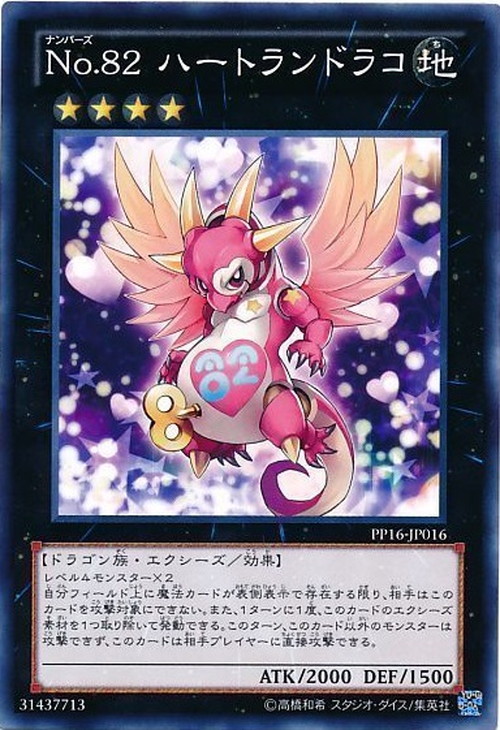 ナンバーズ
No.82 ハートランドラコ 地
82
PP16-JP016
【ドラゴン族・エクシーズ/効果】
レベル4モンスター×2
自分フィールド上に魔法カードが表側表示で存在する限り、相手はこの
カードを攻撃対象にできない。また、1ターンに1度、このカードのエクシーズ
素材を1つ取り除いて発動できる。このターン、このカード以外のモンスターは
攻撃できず、このカードは相手プレイヤーに直接攻撃できる。
ATK/2000 DEF/1500
31437713 ©高橋和希 スタジオ・ダイス/集英社